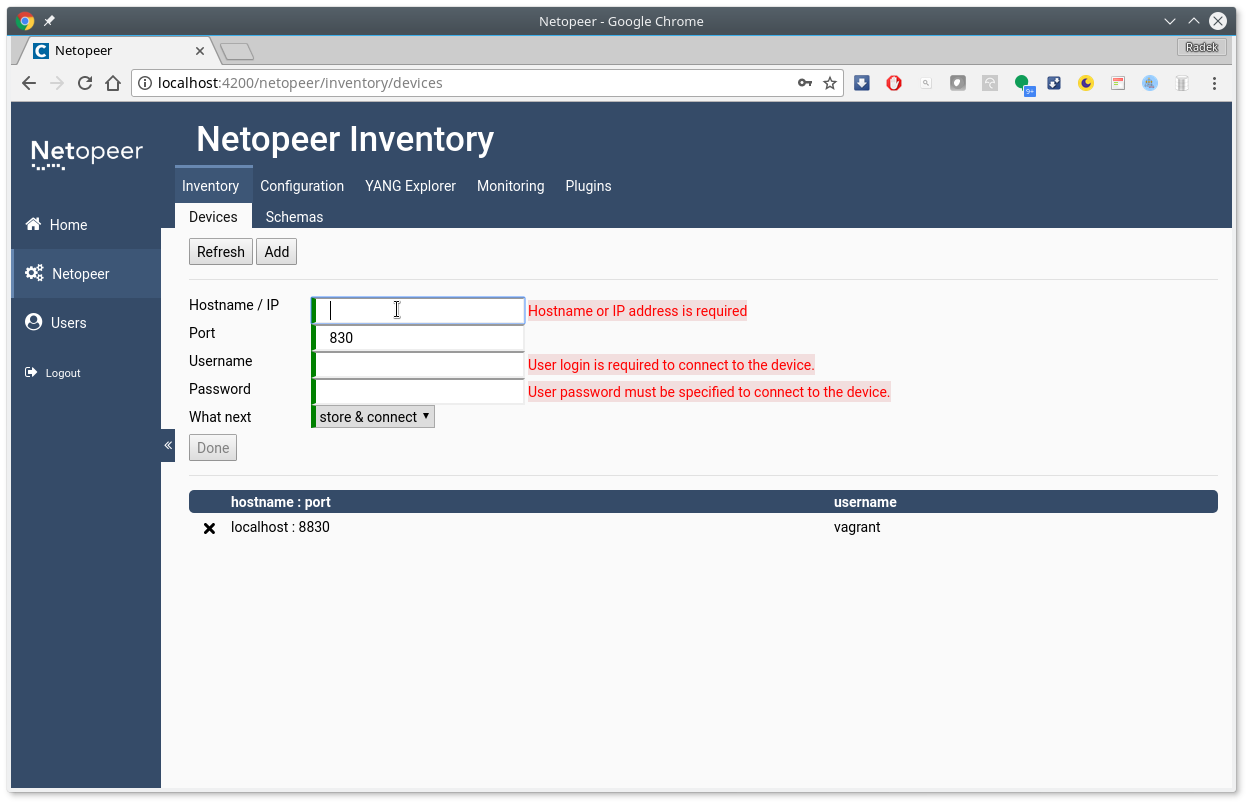 Netopeer - Google Chrome
Netopeer
Radek
localhost:4200/netopeer/inventory/devices
9+
Netopeer
Netopeer Inventory
Inventory Configuration YANG Explorer Monitoring Plugins
Devices Schemas
Home
Netopeer
Users
Logout
Refresh Add
Hostname / IP Hostname or IP address is required
Port 830
Username User login is required to connect to the device.
Password User password must be specified to connect to the device.
What next store & connect
Done
hostname : port username
localhost : 8830 vagrant